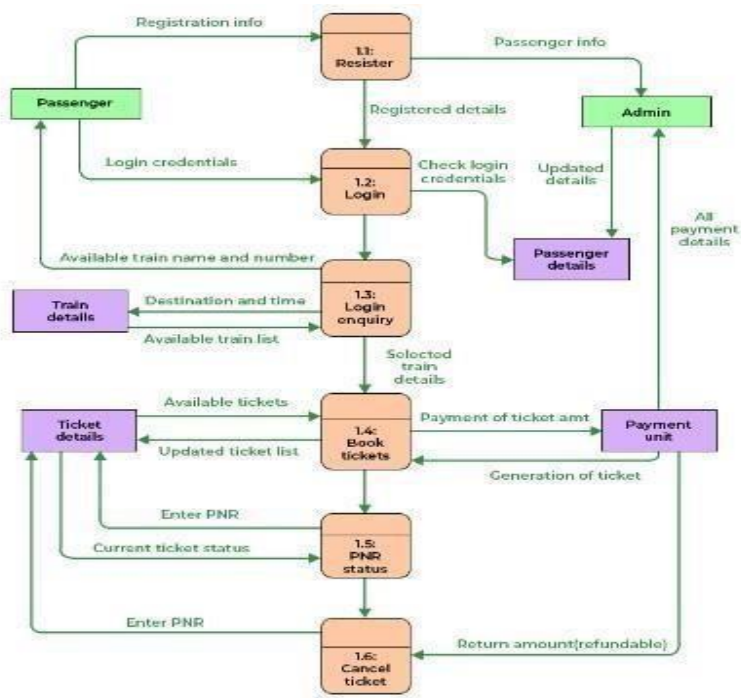 Registration info
1.1:
Resister
Passenger info
Passenger
Admin
Registered details
Login credentials
1.2:
Login
Check login
credentials
Updated
details
All
payment
details
Available train name and number
Passenger
details
Train
details
Destination and time
1.3:
Login
enquiry
Available train list
Selected
train
details
Available tickets
Ticket
details
1.4:
Book
tickets
Payment of ticket amt
Payment
unit
Updated ticket list
Generation of ticket
Enter PNR
1.5:
PNR
status
Current ticket status
Enter PNR
1.6:
Cancel
ticket
Return amount(refundable)